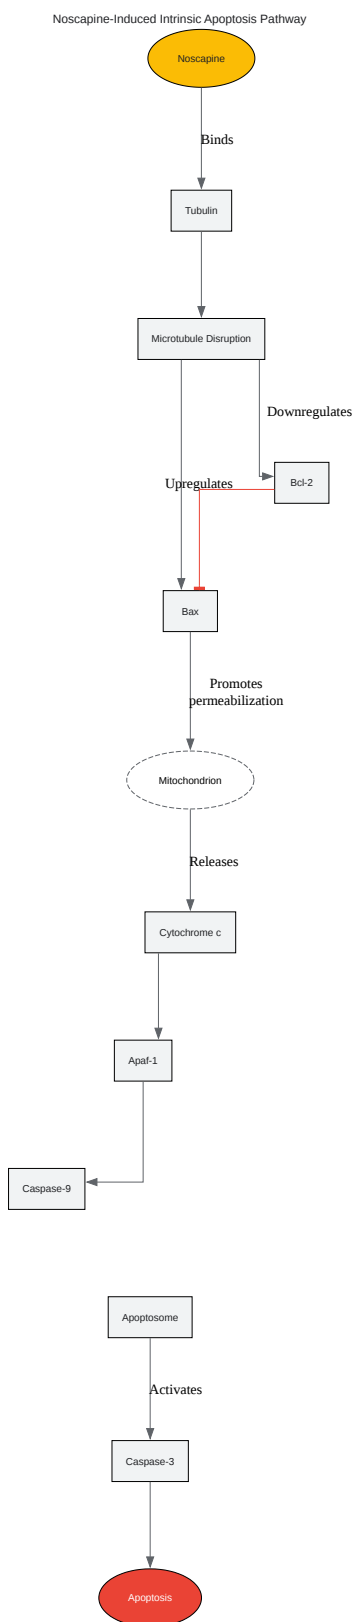 Noscapine-Induced Intrinsic Apoptosis Pathway
Noscapine
Binds
Tubulin
Microtubule Disruption
Downregulates
Upregulates
Bcl-2
Bax
Promotes
permeabilization
Mitochondrion
Releases
Cytochrome c
Apaf-1
Caspase-9
Apoptosome
Activates
Caspase-3
Apoptosis